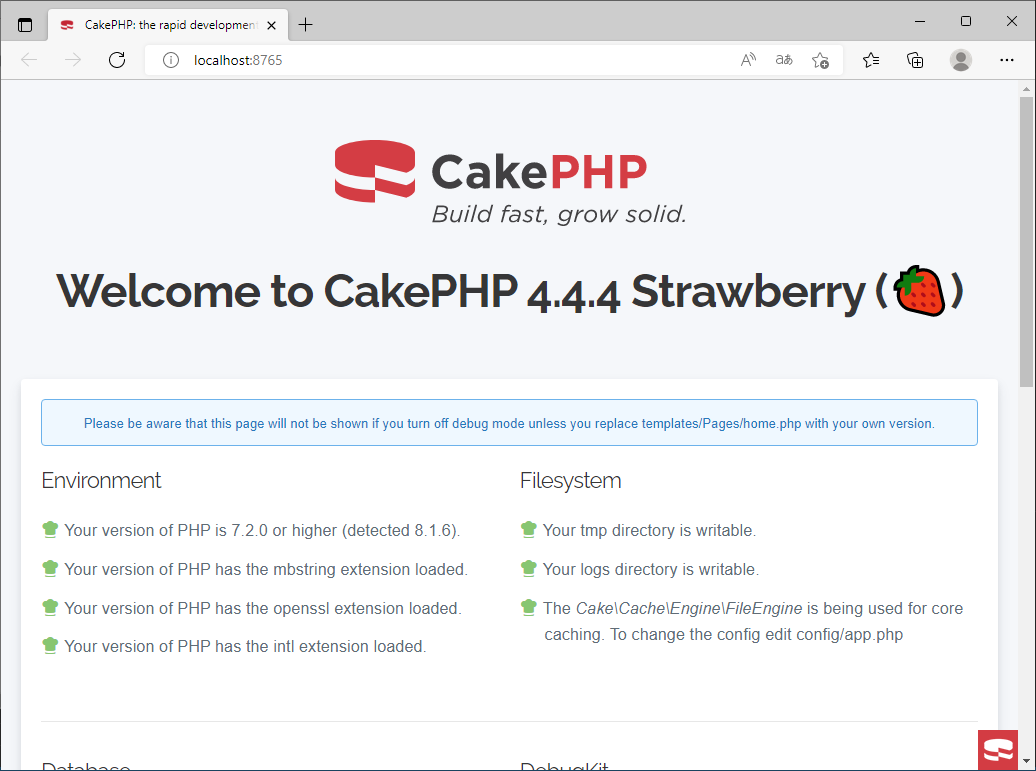 CakePHP: the rapid development
localhost:8765
CakePHP
Build fast, grow solid.
Welcome to CakePHP 4.4.4 Strawberry (🍓)
Please be aware that this page will not be shown if you turn off debug mode unless you replace templates/Pages/home.php with your own version.
Environment
Your version of PHP is 7.2.0 or higher (detected 8.1.6).
Your version of PHP has the mbstring extension loaded.
Your version of PHP has the openssl extension loaded.
Your version of PHP has the intl extension loaded.
Filesystem
Your tmp directory is writable.
Your logs directory is writable.
The Cake\Cache\Engine\FileEngine is being used for core
caching. To change the config edit config/app.php
Database
DebugKit